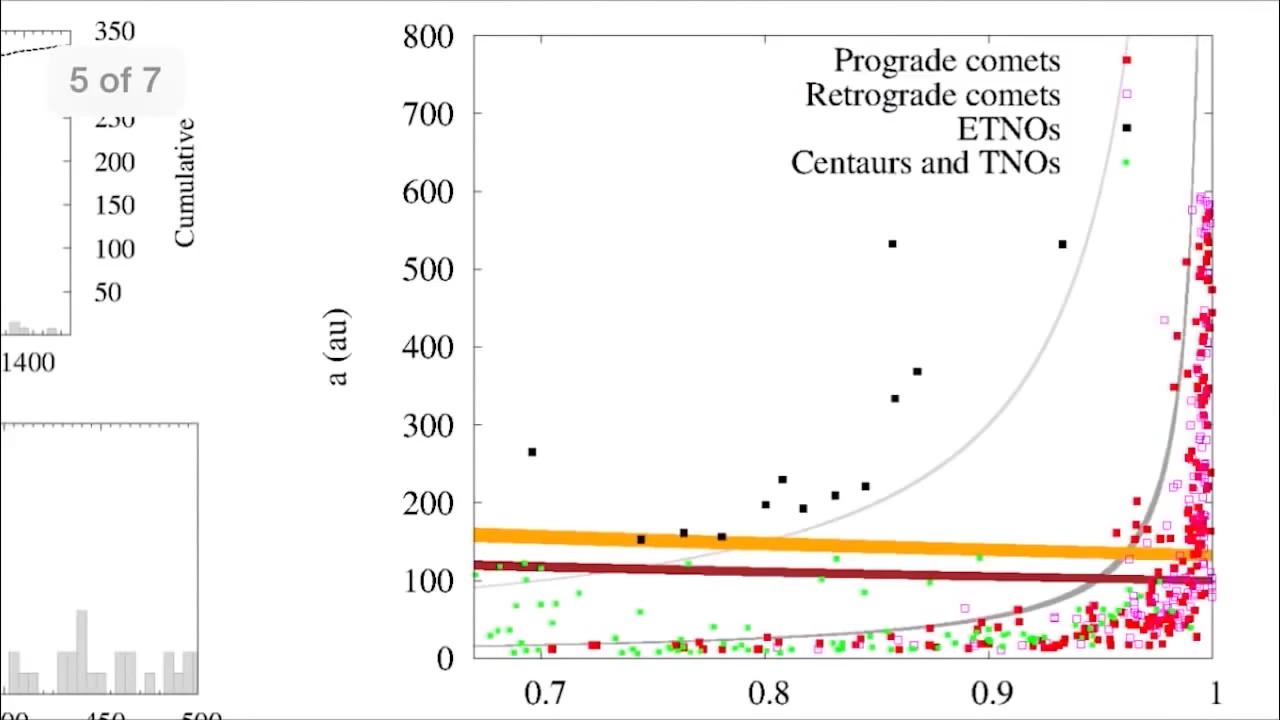 350
5 of 7
250
200
150
100
50
Cumulative
1400
450
500
800
700
600
500
400
300
200
100
0
a (au)
Prograde comets
Retrograde comets
ETNOs
Centaurs and TNOs
0.7 0.8 0.9 1